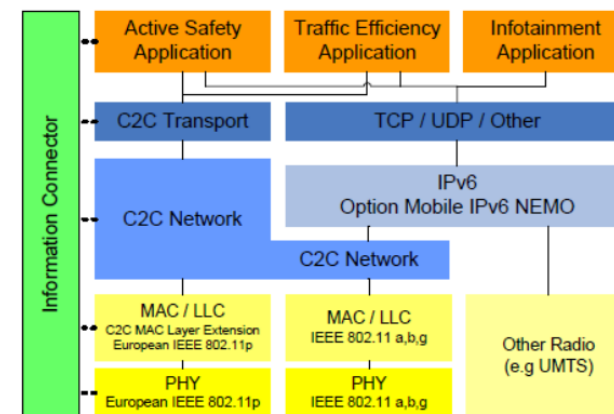 Information Connector
Active Safety
Application
Traffic Efficiency
Application
Infotainment
Application
C2C Transport
TCP / UDP / Other
C2C Network
IPv6
Option Mobile IPv6 NEMO
C2C Network
MAC / LLC
C2C MAC Layer Extension
European IEEE 802.11p
MAC / LLC
IEEE 802.11 a,b,g
Other Radio
(e.g UMTS)
PHY
European IEEE 802.11p
PHY
IEEE 802.11 a,b,g